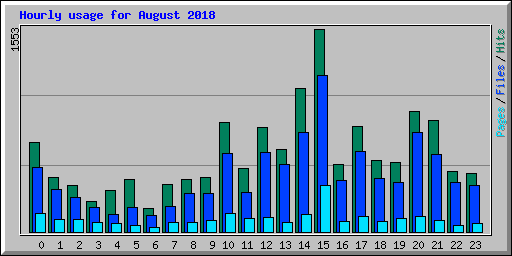 Hourly usage for August 2018
1553
Pages/Files/Hits
0 1 2 3 4 5 6 7 8 9 10 11 12 13 14 15 16 17 18 19 20 21 22 23